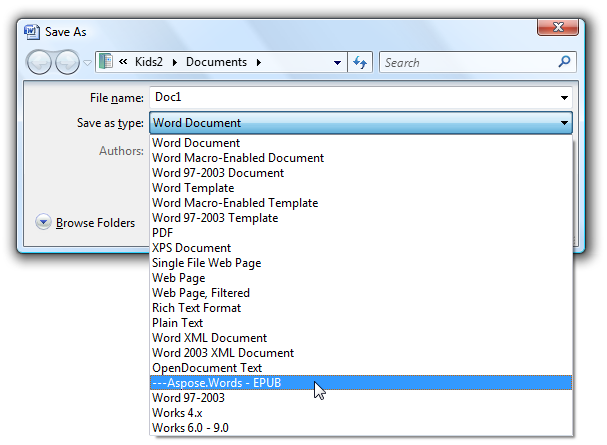 Save As
« Kids2 Documents Search
File name: Doc1
Save as type: Word Document
Authors:
Browse Folders
Word Document
Word Macro-Enabled Document
Word 97-2003 Document
Word Template
Word Macro-Enabled Template
Word 97-2003 Template
PDF
XPS Document
Single File Web Page
Web Page
Web Page, Filtered
Rich Text Format
Plain Text
Word XML Document
Word 2003 XML Document
OpenDocument Text
---Aspose.Words - EPUB
Word 97-2003
Works 4.x
Works 6.0 - 9.0